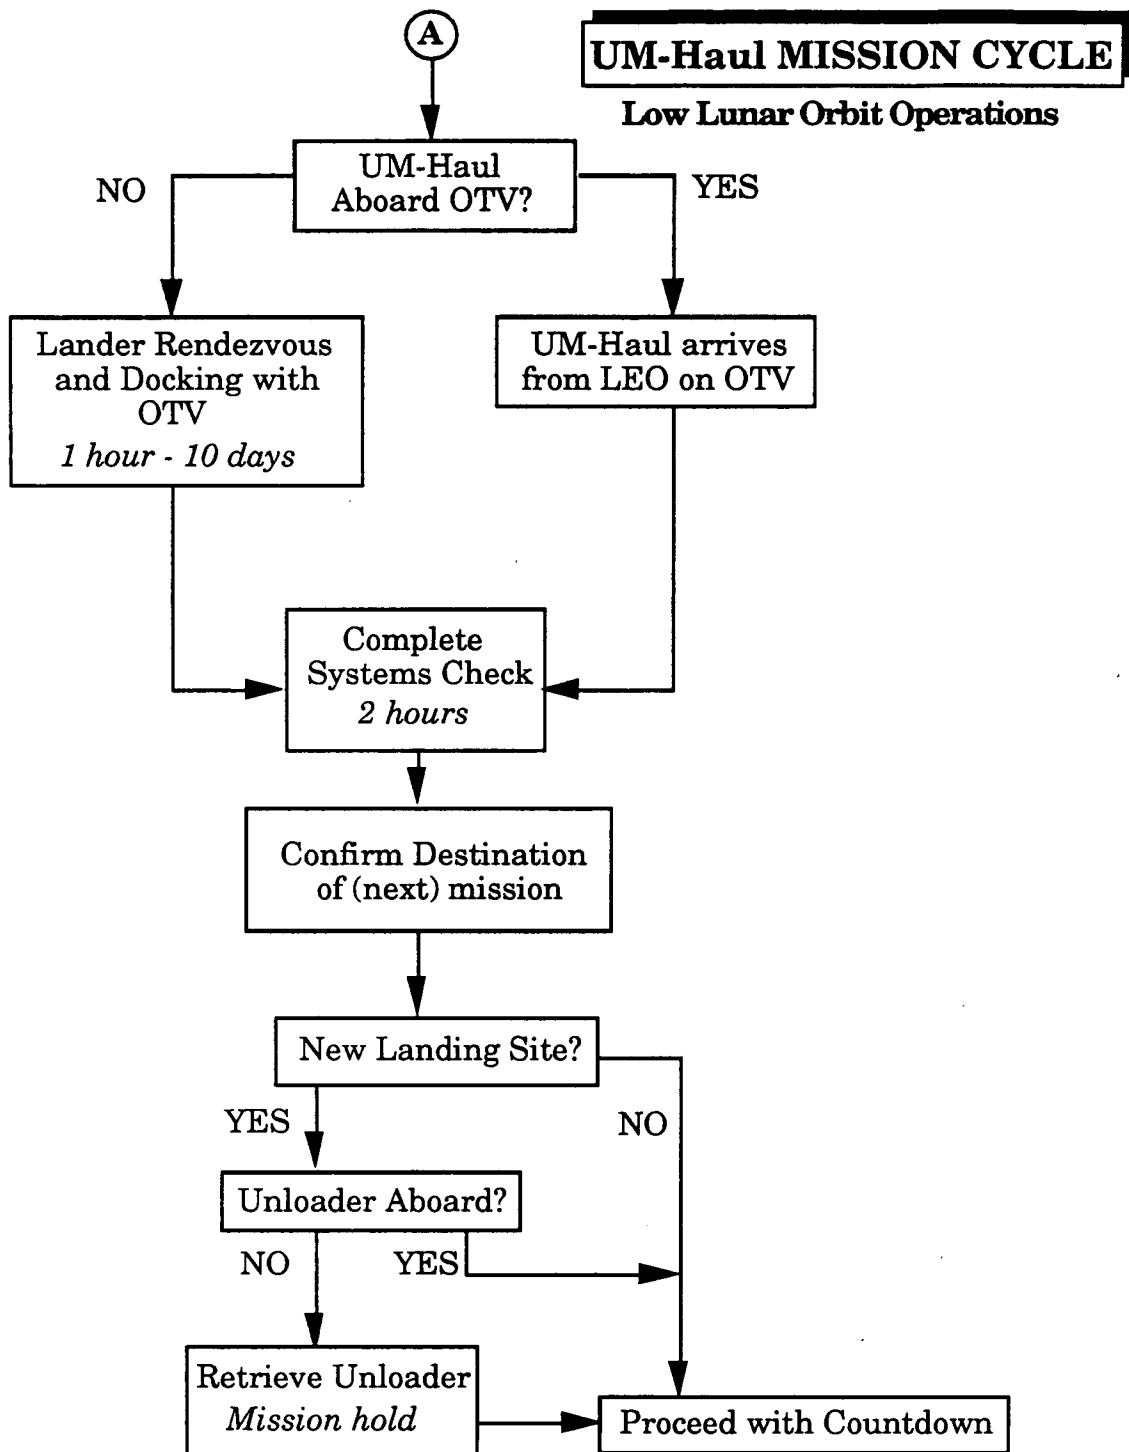 A
UM-Haul MISSION CYCLE
Low Lunar Orbit Operations
UM-Haul
Aboard OTV?
NO
YES
Lander Rendezvous
and Docking with
OTV
1 hour - 10 days
UM-Haul arrives
from LEO on OTV
Complete
Systems Check
2 hours
Confirm Destination
of (next) mission
New Landing Site?
YES
NO
Unloader Aboard?
NO
YES
Retrieve Unloader
Mission hold
Proceed with Countdown